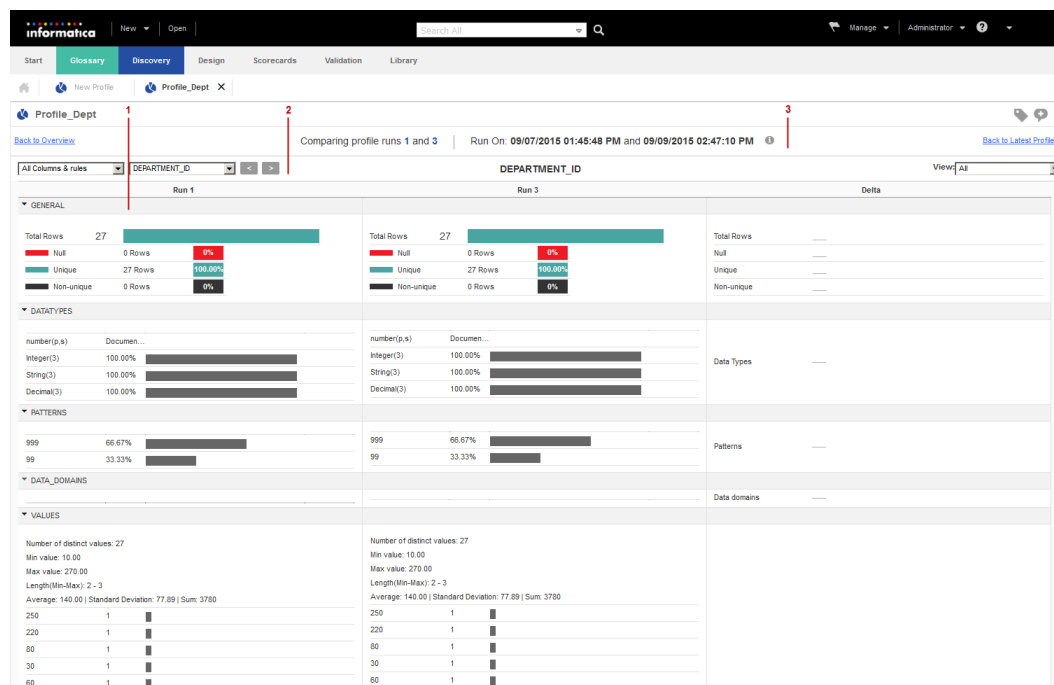 informatica New Open Search All Manage Administrator ?
Start Glossary Discovery Design Scorecards Validation Library
New Profile Profile_Dept X
Profile_Dept 1 2 3
Back to Overview Comparing profile runs 1 and 3 Run On: 09/07/2015 01:45:48 PM and 09/09/2015 02:47:10 PM Back to Latest Profile
All Columns & rules DEPARTMENT_ID < > DEPARTMENT_ID View: All
Run 1 Run 3 Delta
GENERAL
Total Rows 27 Total Rows 27 Total Rows
Null 0 Rows 0% Null 0 Rows 0% Null
Unique 27 Rows 100.00% Unique 27 Rows 100.00% Unique
Non-unique 0 Rows 0% Non-unique 0 Rows 0% Non-unique
DATATYPES
number(p,s) Documen... number(p,s) Documen...
Integer(3) 100.00% Integer(3) 100.00% Data Types
String(3) 100.00% String(3) 100.00%
Decimal(3) 100.00% Decimal(3) 100.00%
PATTERNS
999 66.67% 999 66.67% Patterns
99 33.33% 99 33.33%
DATA_DOMAINS
Data domains
VALUES
Number of distinct values: 27 Number of distinct values: 27
Min value: 10.00 Min value: 10.00
Max value: 270.00 Max value: 270.00
Length(Min-Max): 2 - 3 Length(Min-Max): 2 - 3
Average: 140.00 | Standard Deviation: 77.89 | Sum: 3780 Average: 140.00 | Standard Deviation: 77.89 | Sum: 3780
250 1 250 1
220 1 220 1
80 1 80 1
30 1 30 1
60 1 60 1